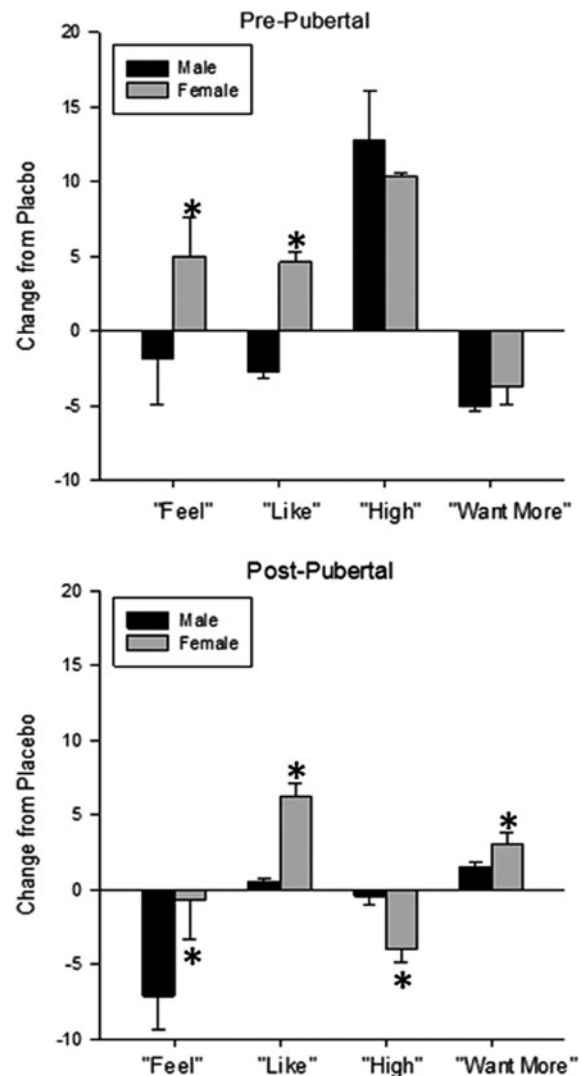 Pre-Pubertal
20
15
10
5
0
-5
-10
Change from Placbo
Male
Female
*
*
"Feel" "Like" "High" "Want More"
Post-Pubertal
20
15
10
5
0
-5
-10
Change from Placebo
Male
Female
*
*
*
*
"Feel" "Like" "High" "Want More"